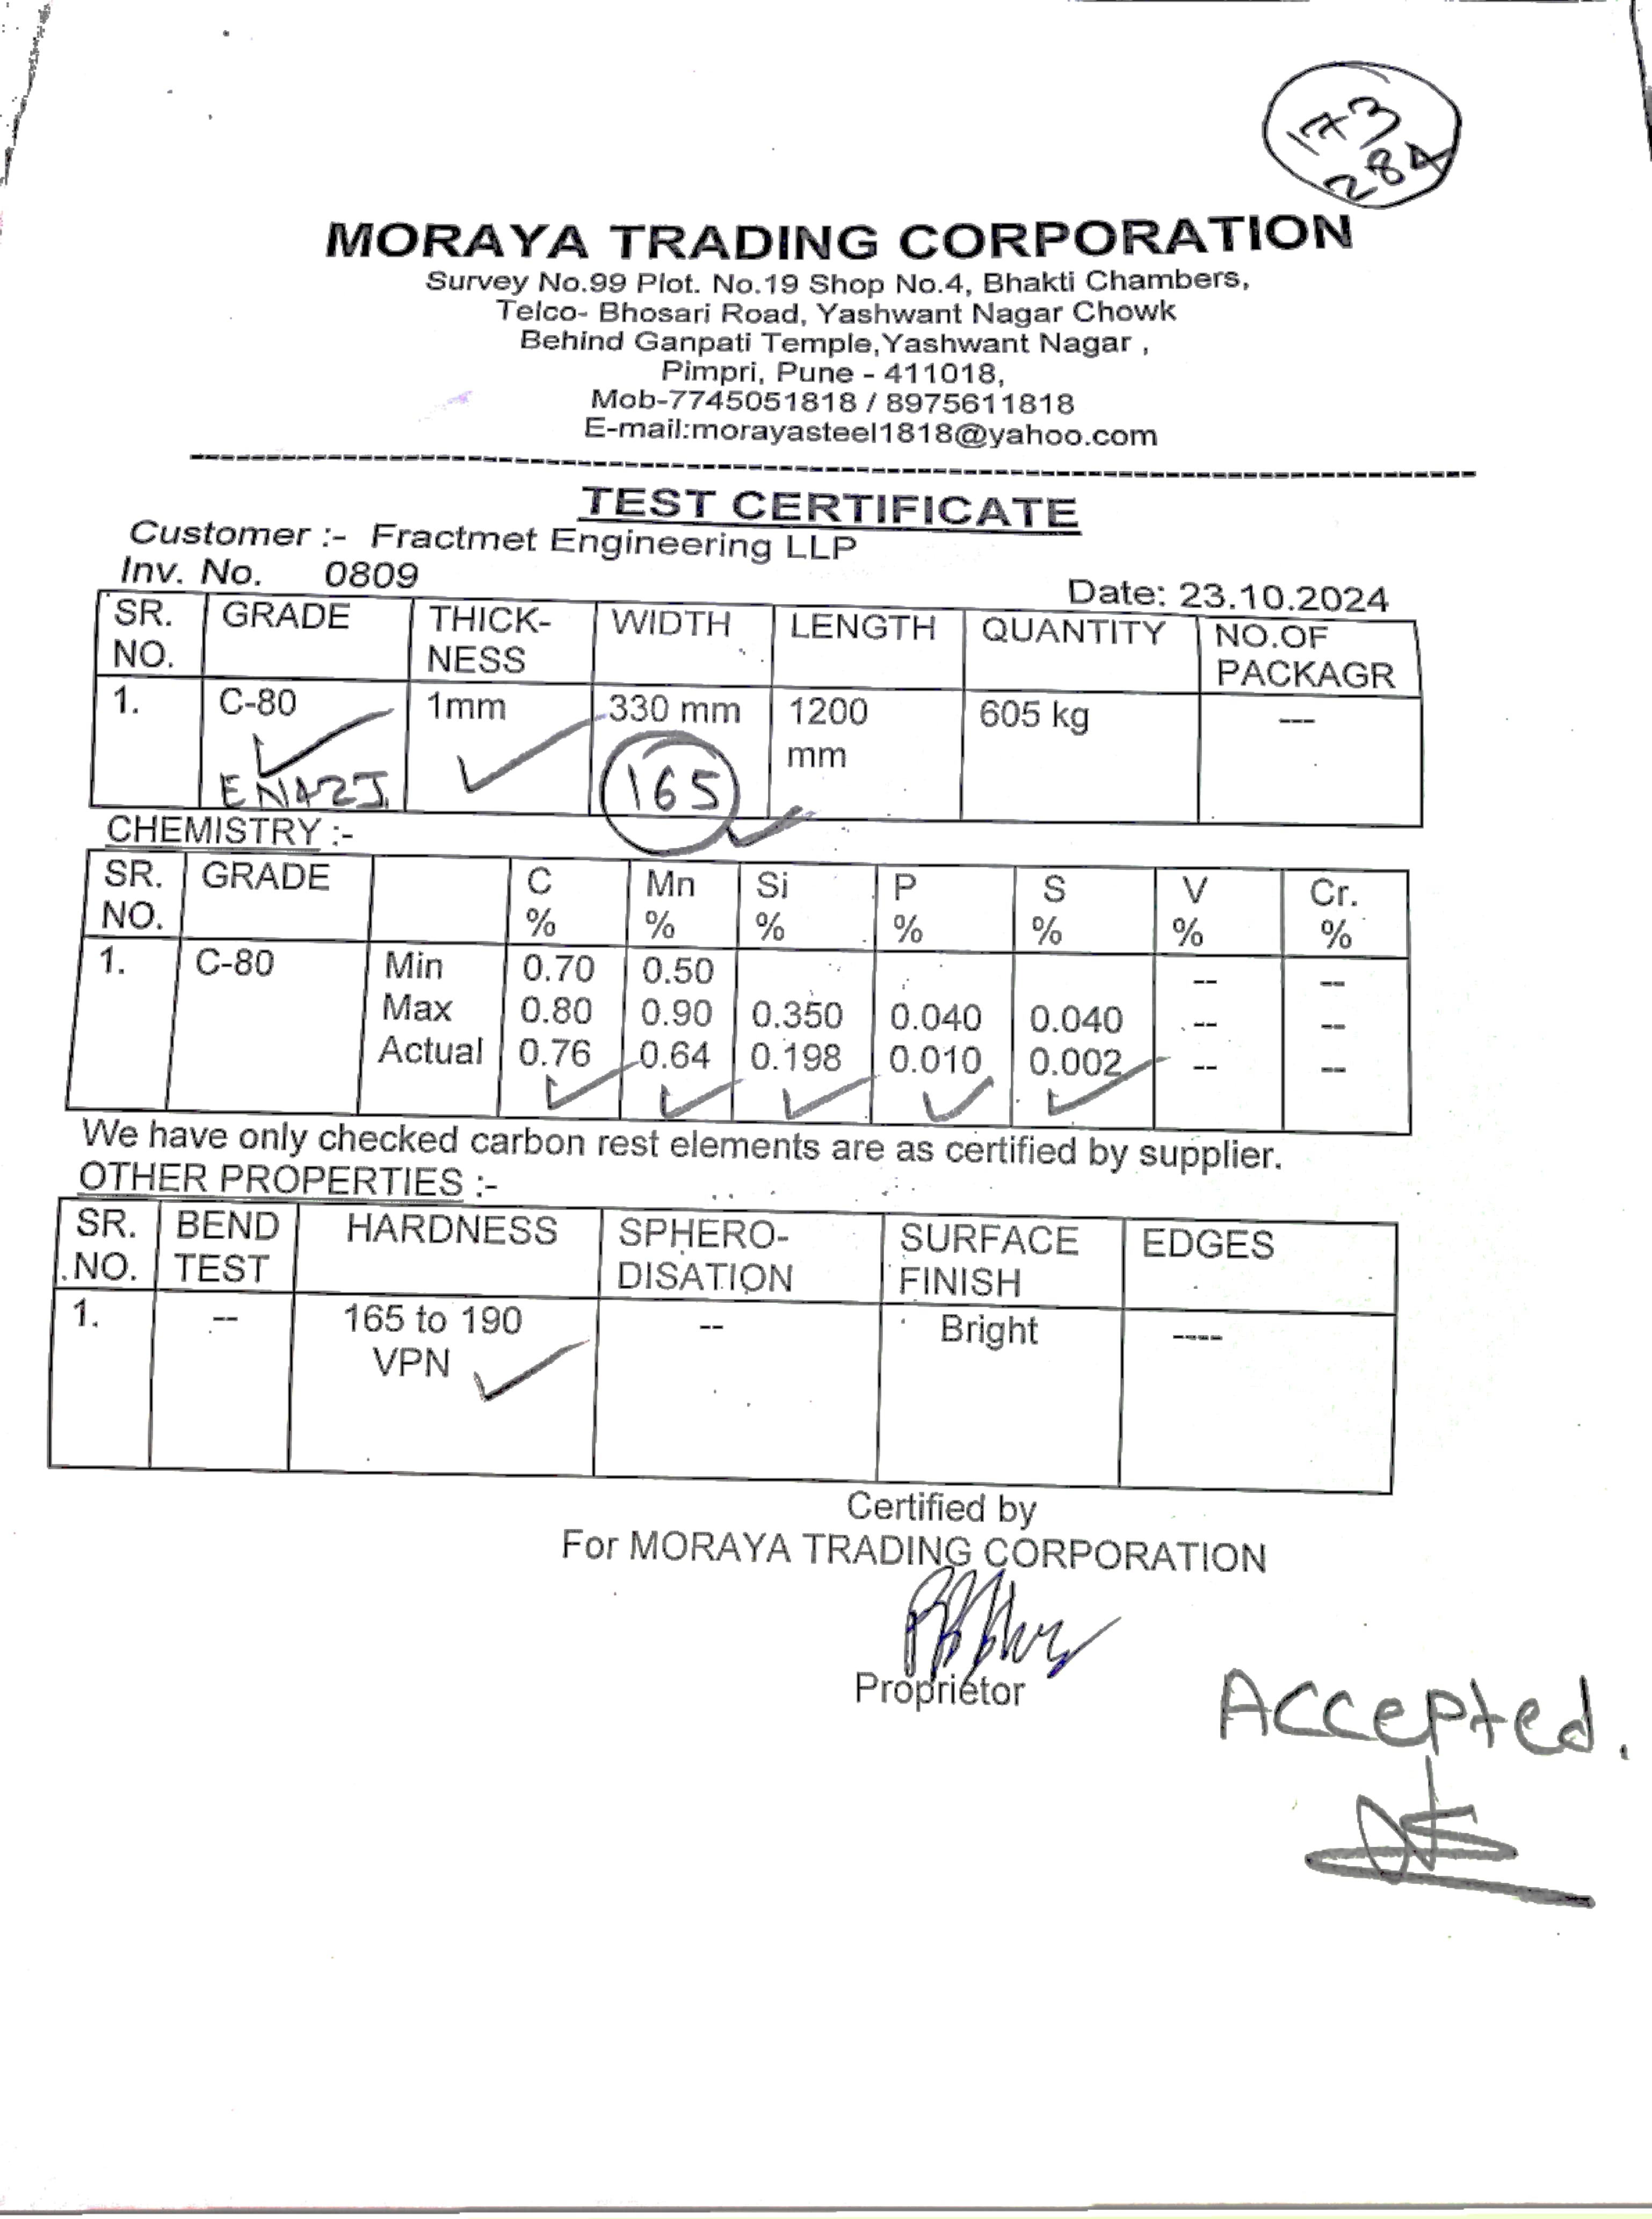 284
MORAYA TRADING CORPORATION
Survey No.99 Plot. No.19 Shop No.4, Bhakti Chambers,
Telco- Bhosari Road, Yashwant Nagar Chowk
Behind Ganpati Temple,Yashwant Nagar ,
Pimpri, Pune - 411018,
Mob-7745051818 / 8975611818
E-mail:morayasteel1818@yahoo.com
TEST CERTIFICATE
Customer :- Fractmet Engineering LLP
Inv. No. 0809
Date: 23.10.2024
SR. NO. GRADE THICK-NESS WIDTH LENGTH QUANTITY NO.OF PACKAGR
1. C-80 1mm 330 mm 1200 mm 605 kg ---
EN42J 165
CHEMISTRY :-
SR. NO. GRADE C % Mn % Si % P % S % V % Cr. %
1. C-80 Min 0.70 0.50 -- --
Max 0.80 0.90 0.350 0.040 0.040 -- --
Actual 0.76 0.64 0.198 0.010 0.002 -- --
We have only checked carbon rest elements are as certified by supplier.
OTHER PROPERTIES :-
SR. NO. BEND TEST HARDNESS SPHERO-DISATION SURFACE FINISH EDGES
1. -- 165 to 190 VPN -- Bright ----
Certified by
For MORAYA TRADING CORPORATION
Proprietor
Accepted.